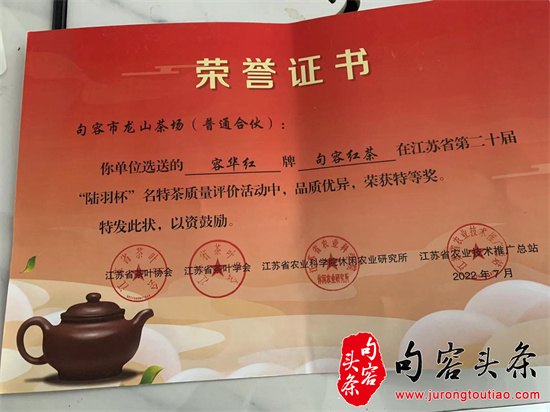 荣誉证书
句容市龙山茶场（普通合伙）：
你单位选送的 容华红 牌 句容红茶 在江苏省第二十届
“陆羽杯”名特茶质量评价活动中，品质优异，荣获特等奖。
特发此状，以资鼓励。
江苏省茶叶协会 江苏省茶叶学会 江苏省农业科学院休闲农业研究所 江苏省农业技术推广总站
2022年7月
句容头条 句容头条
www.jurongtoutiao.com